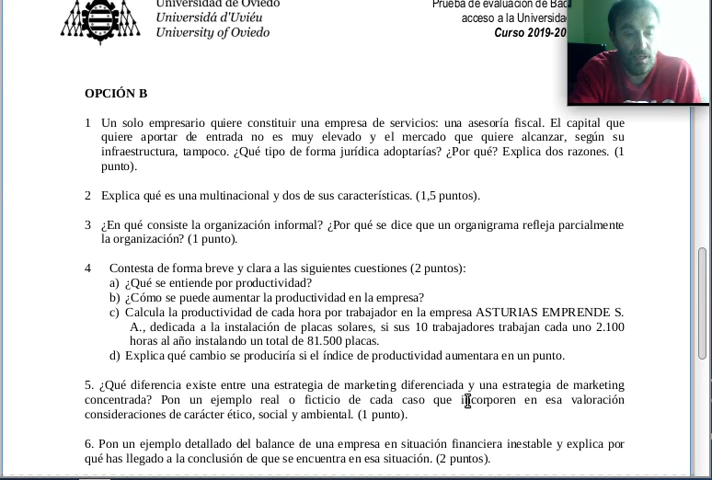 Universidad de Oviedo
Universidá d'Uviéu
University of Oviedo
Prueba de evaluación de
acceso a la
Curso 2019-20
OPCIÓN B
1 Un solo empresario quiere constituir una empresa de servicios: una asesoría fiscal. El capital que
quiere aportar de entrada no es muy elevado y el mercado que quiere alcanzar, según su
infraestructura, tampoco. ¿Qué tipo de forma jurídica adoptarías? ¿Por qué? Explica dos razones. (1
punto).
2 Explica qué es una multinacional y dos de sus características. (1,5 puntos).
3 ¿En qué consiste la organización informal? ¿Por qué se dice que un organigrama refleja parcialmente
la organización? (1 punto).
4 Contesta de forma breve y clara a las siguientes cuestiones (2 puntos):
a) ¿Qué se entiende por productividad?
b) ¿Cómo se puede aumentar la productividad en la empresa?
c) Calcula la productividad de cada hora por trabajador en la empresa ASTURIAS EMPRENDE S.
A., dedicada a la instalación de placas solares, si sus 10 trabajadores trabajan cada uno 2.100
horas al año instalando un total de 81.500 placas.
d) Explica qué cambio se produciría si el índice de productividad aumentara en un punto.
5. ¿Qué diferencia existe entre una estrategia de marketing diferenciada y una estrategia de marketing
concentrada? Pon un ejemplo real o ficticio de cada caso que incorporen en esa valoración
consideraciones de carácter ético, social y ambiental. (1 punto).
6. Pon un ejemplo detallado del balance de una empresa en situación financiera inestable y explica por
qué has llegado a la conclusión de que se encuentra en esa situación. (2 puntos).